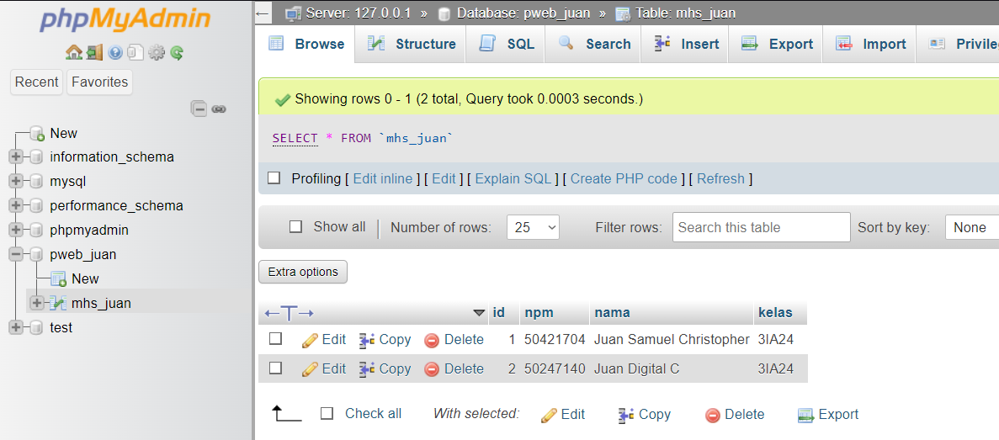 phpMyAdmin
Recent Favorites
New
information_schema
mysql
performance_schema
phpmyadmin
pweb_juan
New
mhs_juan
test
Server: 127.0.0.1 » Database: pweb_juan » Table: mhs_juan
Browse Structure SQL Search Insert Export Import Privile
Showing rows 0 - 1 (2 total, Query took 0.0003 seconds.)
SELECT * FROM `mhs_juan`
Profiling [ Edit inline ] [ Edit ] [ Explain SQL ] [ Create PHP code ] [ Refresh ]
Show all Number of rows: 25 Filter rows: Search this table Sort by key: None
Extra options
id npm nama kelas
Edit Copy Delete 1 50421704 Juan Samuel Christopher 3IA24
Edit Copy Delete 2 50247140 Juan Digital C 3IA24
Check all With selected: Edit Copy Delete Export